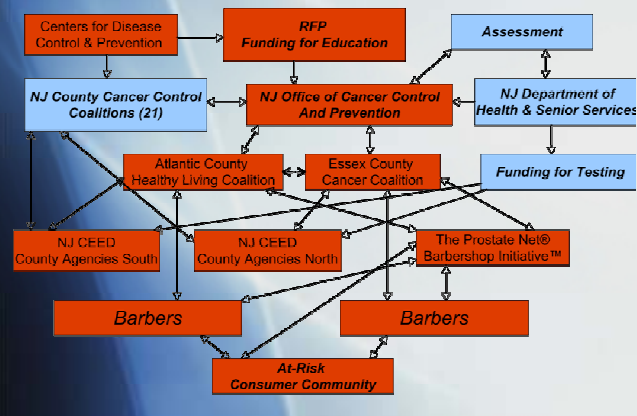 Centers for Disease
Control & Prevention
RFP
Funding for Education
Assessment
NJ County Cancer Control
Coalitions (21)
NJ Office of Cancer Control
And Prevention
NJ Department of
Health & Senior Services
Atlantic County
Healthy Living Coalition
Essex County
Cancer Coalition
Funding for Testing
NJ CEED
County Agencies South
NJ CEED
County Agencies North
The Prostate Net®
Barbershop Initiative™
Barbers
Barbers
At-Risk
Consumer Community